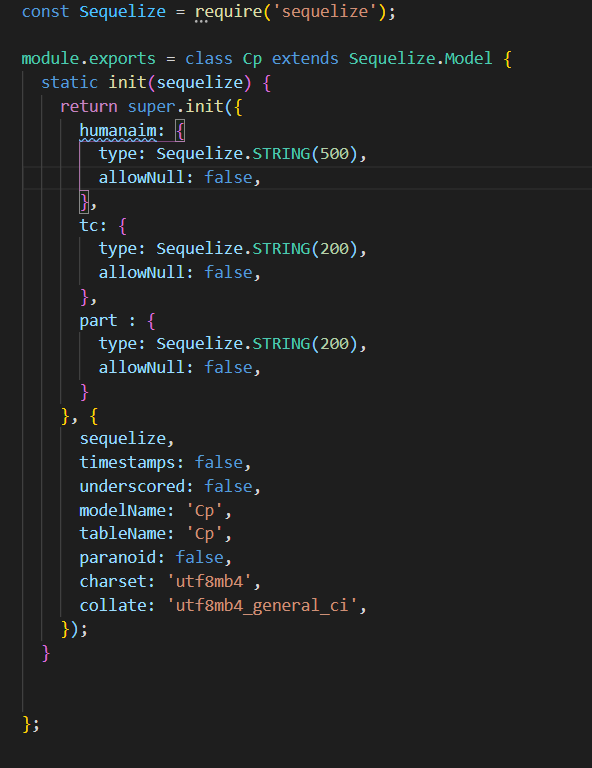 const Sequelize = require('sequelize');
module.exports = class Cp extends Sequelize.Model {
static init(sequelize) {
return super.init({
humanaim: {
type: Sequelize.STRING(500),
allowNull: false,
},
tc: {
type: Sequelize.STRING(200),
allowNull: false,
},
part : {
type: Sequelize.STRING(200),
allowNull: false,
}
}, {
sequelize,
timestamps: false,
underscored: false,
modelName: 'Cp',
tableName: 'Cp',
paranoid: false,
charset: 'utf8mb4',
collate: 'utf8mb4_general_ci',
});
}
};